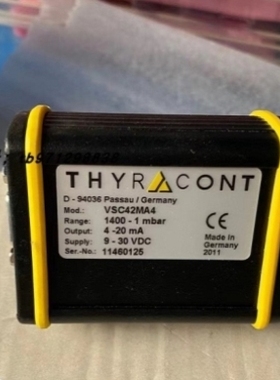 THYRACONT
D - 94036 Passau / Germany
Mod.: VSC42MA4
Range: 1400 - 1 mbar
Output: 4 -20 mA
Supply: 9 - 30 VDC
Ser.-No.: 11460125
CE
Made in
Germany
2011